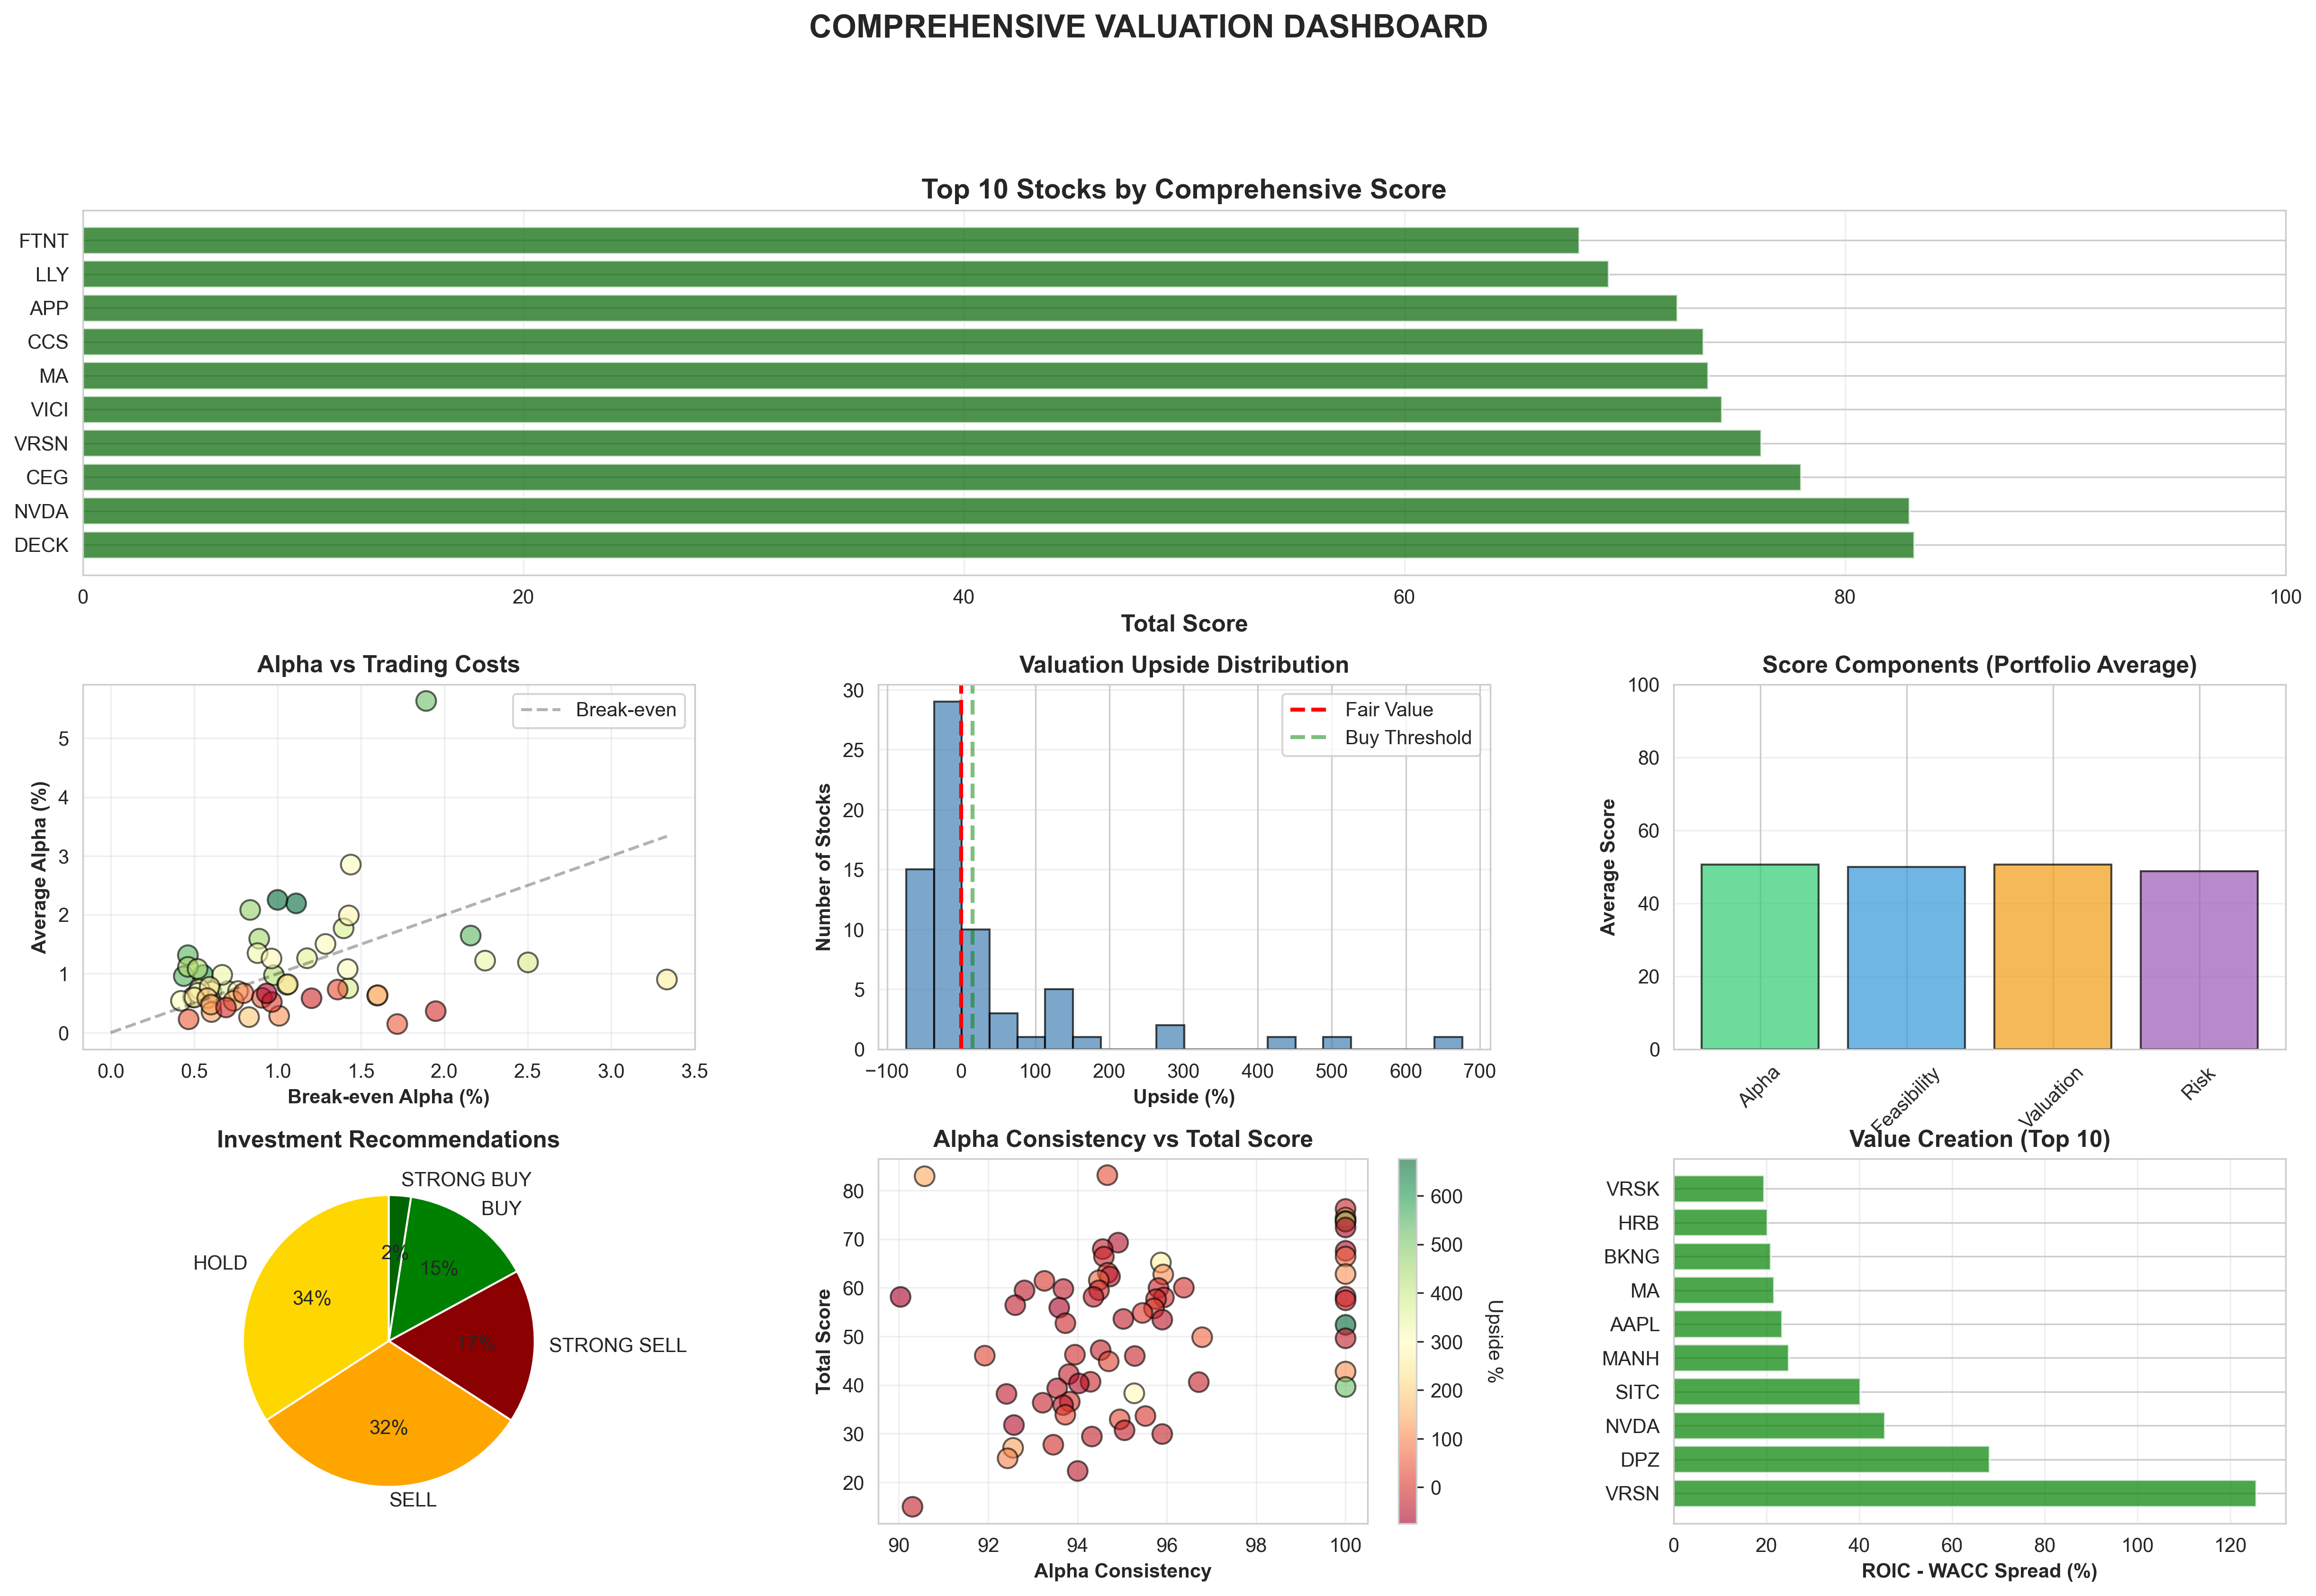 COMPREHENSIVE VALUATION DASHBOARD
Top 10 Stocks by Comprehensive Score
FTNT
LLY
APP
CCS
MA
VICI
VRSN
CEG
NVDA
DECK
0 20 40 60 80 100
Total Score
Alpha vs Trading Costs
Break-even
5
4
3
2
1
0
Average Alpha (%)
0.0 0.5 1.0 1.5 2.0 2.5 3.0 3.5
Break-even Alpha (%)
Valuation Upside Distribution
Fair Value
Buy Threshold
30
25
20
15
10
5
0
Number of Stocks
−100 0 100 200 300 400 500 600 700
Upside (%)
Score Components (Portfolio Average)
100
80
60
40
20
0
Average Score
Alpha
Feasibility
Valuation
Risk
Investment Recommendations
STRONG BUY
BUY
HOLD
2%
15%
34%
17%
STRONG SELL
32%
SELL
Alpha Consistency vs Total Score
80
70
60
50
40
30
20
Total Score
90 92 94 96 98 100
Alpha Consistency
600
500
400
300
200
100
0
Upside %
Value Creation (Top 10)
VRSK
HRB
BKNG
MA
AAPL
MANH
SITC
NVDA
DPZ
VRSN
0 20 40 60 80 100 120
ROIC - WACC Spread (%)